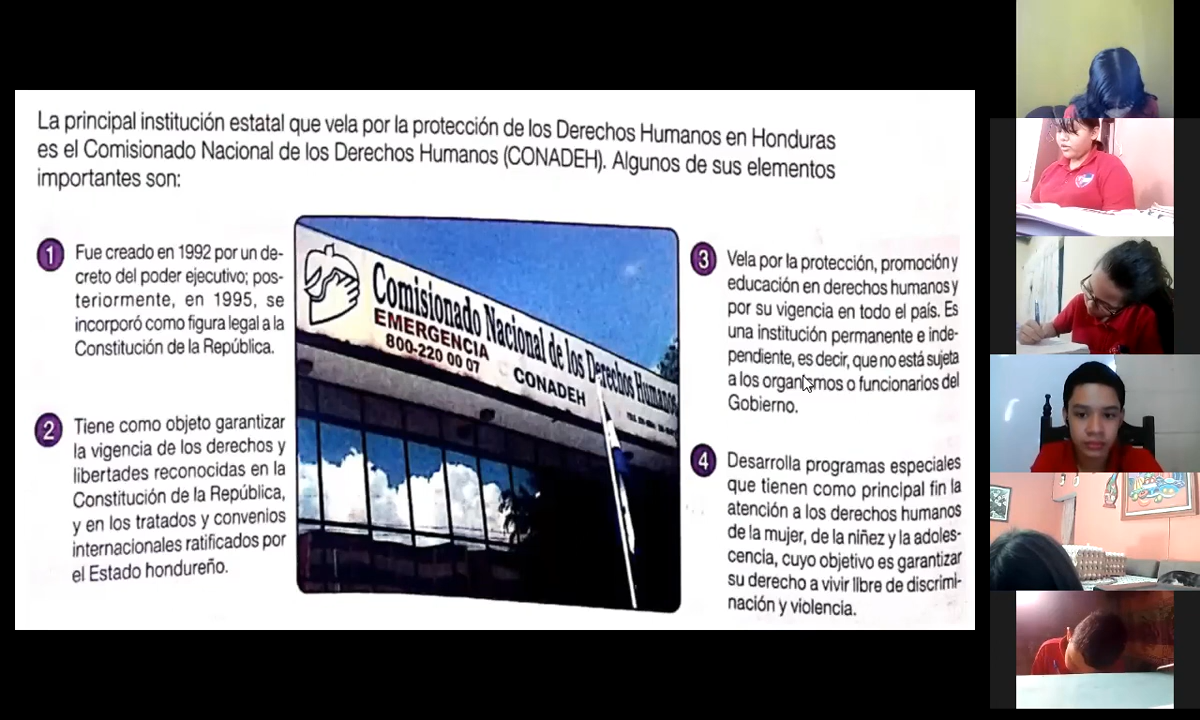 La principal institución estatal que vela por la protección de los Derechos Humanos en Honduras
es el Comisionado Nacional de los Derechos Humanos (CONADEH). Algunos de sus elementos
importantes son:
1
Fue creado en 1992 por un de-
creto del poder ejecutivo; pos-
teriormente, en 1995, se
incorporó como figura legal a la
Constitución de la República.
2
Tiene como objeto garantizar
la vigencia de los derechos y
libertades reconocidas en la
Constitución de la República,
y en los tratados y convenios
internacionales ratificados por
el Estado hondureño.
Comisionado Nacional de los Derechos Humanos
EMERGENCIA
800-220 00 07
CONADEH
3
Vela por la protección, promoción y
educación en derechos humanos y
por su vigencia en todo el país. Es
una institución permanente e inde-
pendiente, es decir, que no está sujeta
a los organismos o funcionarios del
Gobierno.
4
Desarrolla programas especiales
que tienen como principal fin la
atención a los derechos humanos
de la mujer, de la niñez y la adoles-
cencia, cuyo objetivo es garantizar
su derecho a vivir libre de discrimi-
nación y violencia.